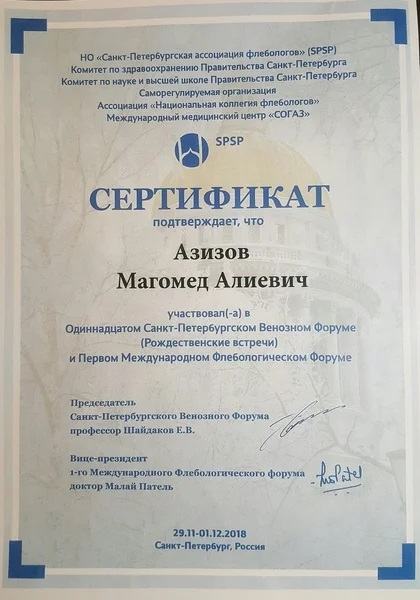 НО «Санкт-Петербургская ассоциация флебологов» (SPSP)
Комитет по здравоохранению Правительства Санкт-Петербурга
Комитет по науке и высшей школе Правительства Санкт-Петербурга
Саморегулируемая организация
Ассоциация «Национальная коллегия флебологов»
Международный медицинский центр «СОГАЗ»
SPSP
СЕРТИФИКАТ
подтверждает, что
Азизов
Магомед Алиевич
участвовал(-а) в
Одиннадцатом Санкт-Петербургском Венозном Форуме
(Рождественские встречи)
и Первом Международном Флебологическом Форуме
Председатель
Санкт-Петербургского Венозного Форума
профессор Шайдаков Е.В.
Вице-президент
1-го Международного Флебологического форума
доктор Малай Патель
29.11-01.12.2018
Санкт-Петербург, Россия